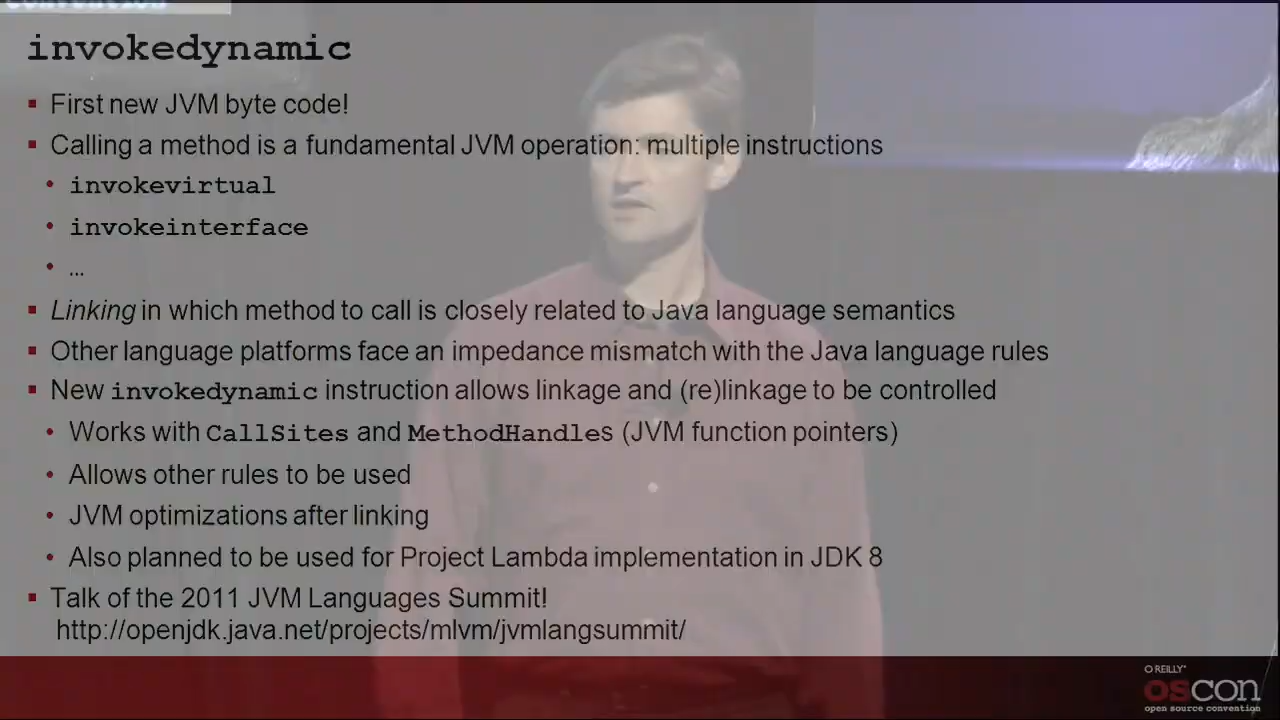 convention
invokedynamic
First new JVM byte code!
Calling a method is a fundamental JVM operation: multiple instructions
invokevirtual
invokeinterface
...
Linking in which method to call is closely related to Java language semantics
Other language platforms face an impedance mismatch with the Java language rules
New invokedynamic instruction allows linkage and (re)linkage to be controlled
Works with CallSites and MethodHandles (JVM function pointers)
Allows other rules to be used
JVM optimizations after linking
Also planned to be used for Project Lambda implementation in JDK 8
Talk of the 2011 JVM Languages Summit!
http://openjdk.java.net/projects/mlvm/jvmlangsummit/
O'REILLY®
oscon
open source convention